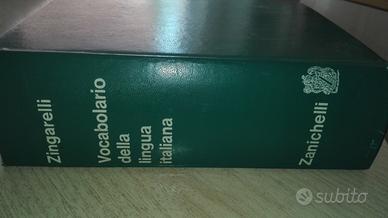 Zingarelli
Vocabolario
della
lingua
italiana
Zanichelli
subito